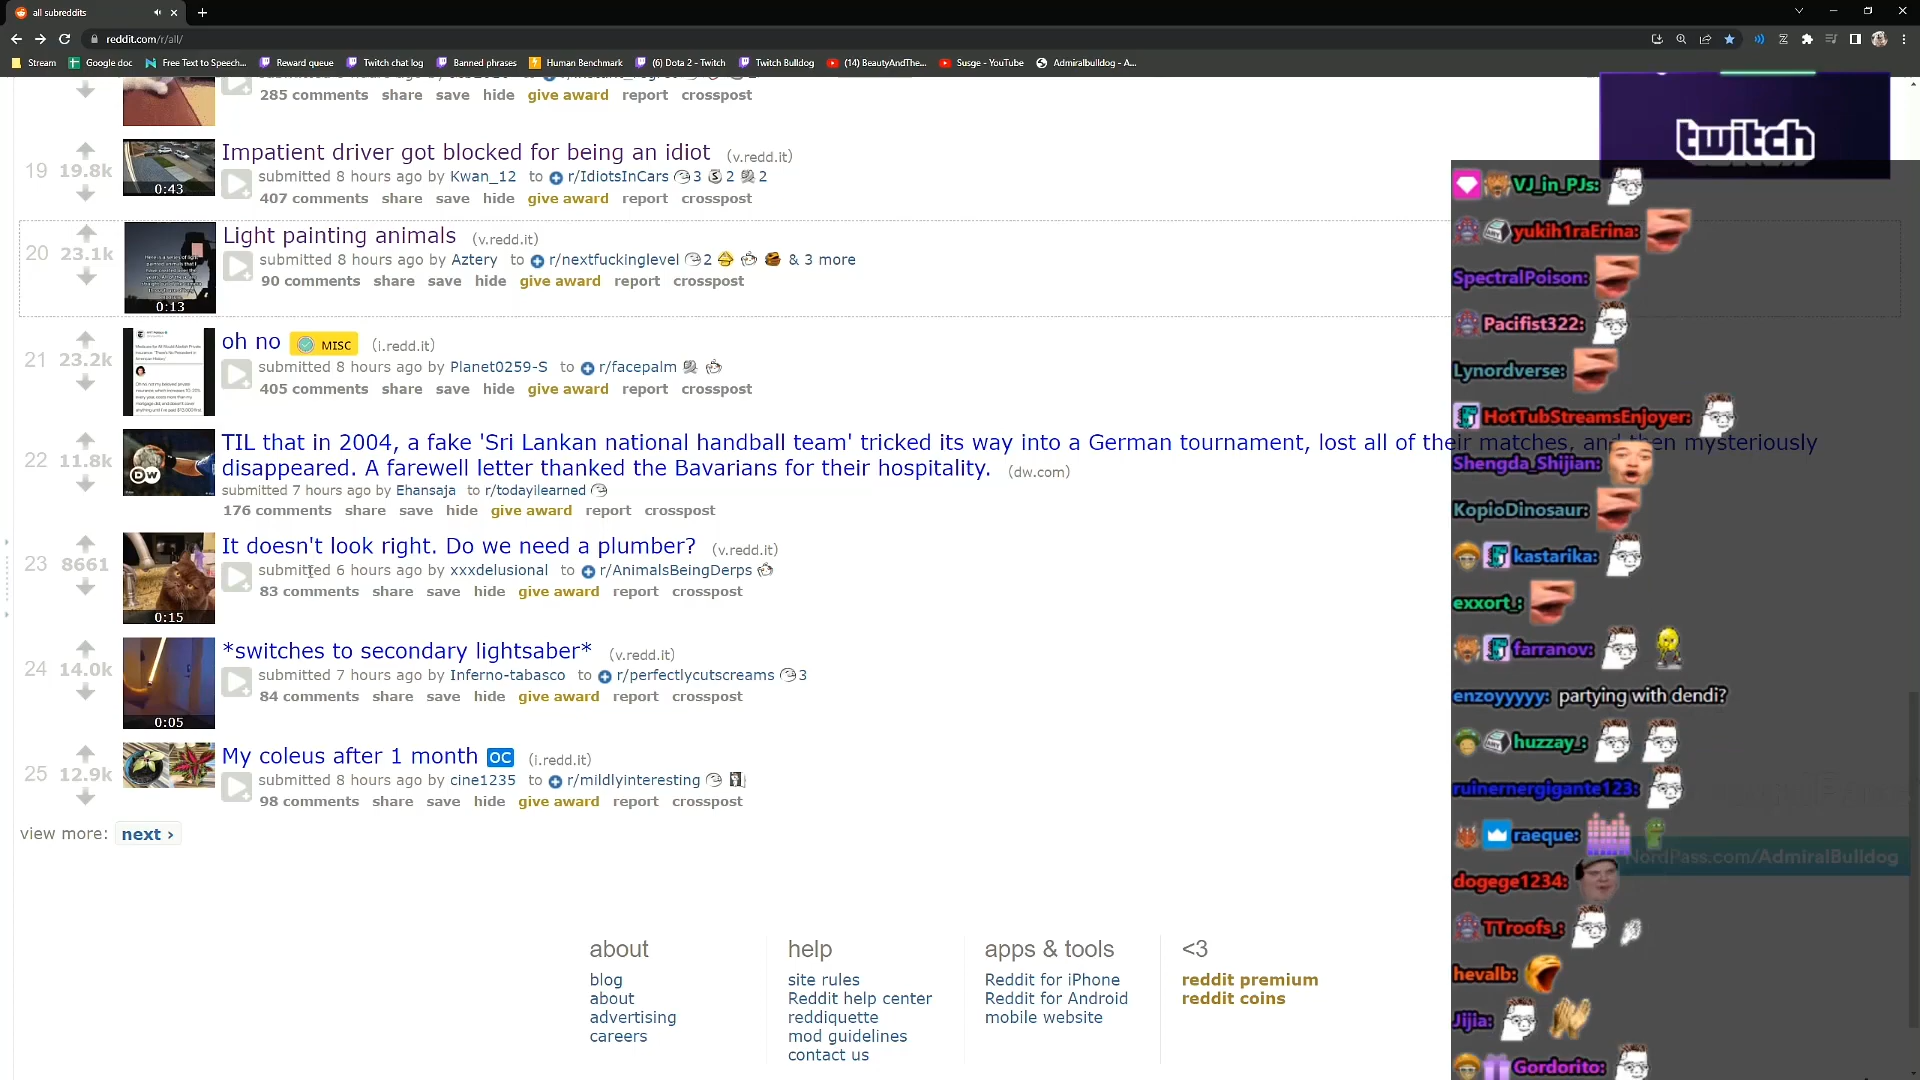 all subreddits
reddit.com/r/all/
Stream Google doc Free Text to Speech... Reward queue Twitch chat log Banned phrases Human Benchmark (6) Dota 2 - Twitch Twitch Bulldog (14) BeautyAndThe... Susge - YouTube Admiralbulldog - A...
285 comments share save hide give award report crosspost
19 19.8k
Impatient driver got blocked for being an idiot (v.redd.it)
submitted 8 hours ago by Kwan_12 to r/IdiotsInCars 3 2 2
407 comments share save hide give award report crosspost
0:43
20 23.1k
Light painting animals (v.redd.it)
submitted 8 hours ago by Aztery to r/nextfuckinglevel 2 & 3 more
90 comments share save hide give award report crosspost
0:13
21 23.2k
oh no MISC (i.redd.it)
submitted 8 hours ago by Planet0259-S to r/facepalm
405 comments share save hide give award report crosspost
22 11.8k
DW
TIL that in 2004, a fake 'Sri Lankan national handball team' tricked its way into a German tournament, lost all of their matches, and then mysteriously
disappeared. A farewell letter thanked the Bavarians for their hospitality. (dw.com)
submitted 7 hours ago by Ehansaja to r/todayilearned
176 comments share save hide give award report crosspost
23 8661
It doesn't look right. Do we need a plumber? (v.redd.it)
submitted 6 hours ago by xxxdelusional to r/AnimalsBeingDerps
83 comments share save hide give award report crosspost
0:15
24 14.0k
*switches to secondary lightsaber* (v.redd.it)
submitted 7 hours ago by Inferno-tabasco to r/perfectlycutscreams 3
84 comments share save hide give award report crosspost
0:05
25 12.9k
My coleus after 1 month OC (i.redd.it)
submitted 8 hours ago by cine1235 to r/mildlyinteresting
98 comments share save hide give award report crosspost
view more: next ›
about
blog
about
advertising
careers
help
site rules
Reddit help center
reddiquette
mod guidelines
contact us
apps & tools
Reddit for iPhone
Reddit for Android
mobile website
<3
reddit premium
reddit coins
twitch
VJ_in_PJs:
yukih1raErina:
SpectralPoison:
Pacifist322:
Lynordverse:
HotTubStreamsEnjoyer:
Shengda_Shijian:
KopioDinosaur:
kastarika:
exxort_:
farranov:
enzoyyyyy: partying with dendi?
huzzay_:
ruinernergigante123:
raeque:
NordPass.com/AdmiralBulldog
dogege1234:
TTroofs_:
hevalb:
Jijia:
Gordorito: